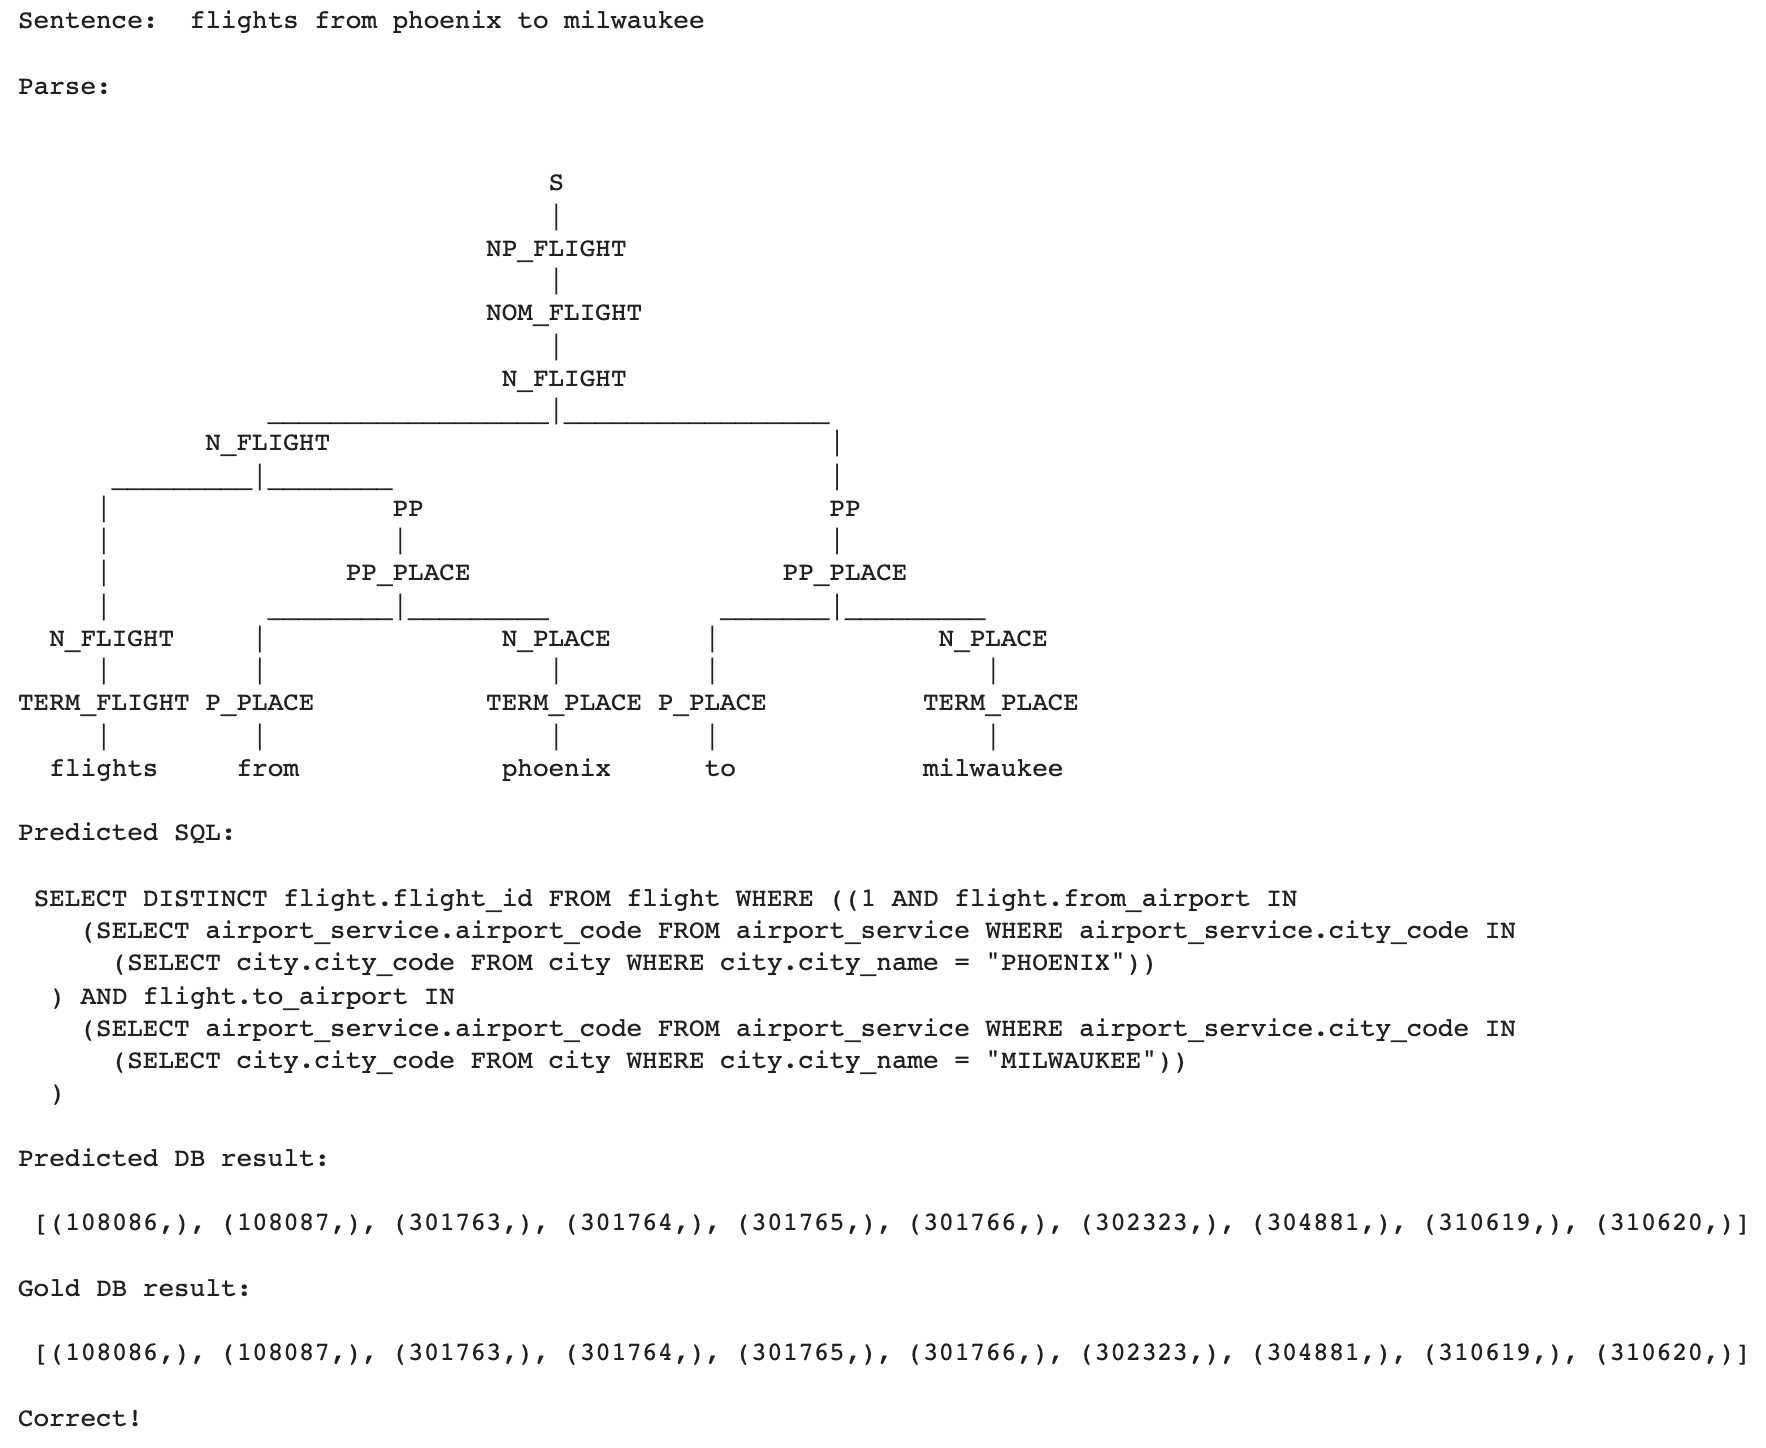 Sentence:  flights from phoenix to milwaukee
Parse:
S
NP_FLIGHT
NOM_FLIGHT
N_FLIGHT
N_FLIGHT
PP PP
PP_PLACE PP_PLACE
N_FLIGHT N_PLACE N_PLACE
TERM_FLIGHT P_PLACE TERM_PLACE P_PLACE TERM_PLACE
flights from phoenix to milwaukee
Predicted SQL:
SELECT DISTINCT flight.flight_id FROM flight WHERE ((1 AND flight.from_airport IN
(SELECT airport_service.airport_code FROM airport_service WHERE airport_service.city_code IN
(SELECT city.city_code FROM city WHERE city.city_name = "PHOENIX"))
) AND flight.to_airport IN
(SELECT airport_service.airport_code FROM airport_service WHERE airport_service.city_code IN
(SELECT city.city_code FROM city WHERE city.city_name = "MILWAUKEE"))
)
Predicted DB result:
[(108086,), (108087,), (301763,), (301764,), (301765,), (301766,), (302323,), (304881,), (310619,), (310620,)]
Gold DB result:
[(108086,), (108087,), (301763,), (301764,), (301765,), (301766,), (302323,), (304881,), (310619,), (310620,)]
Correct!